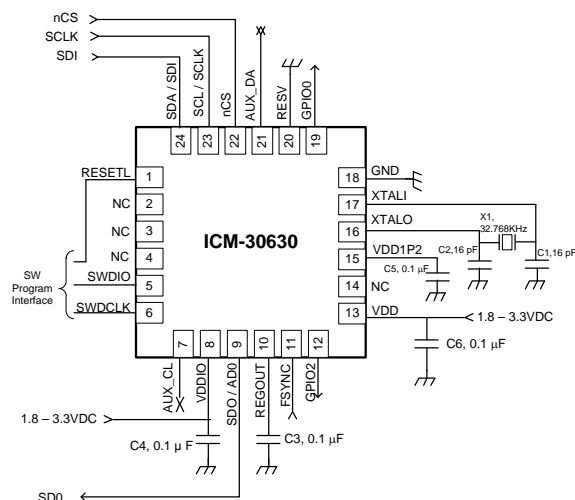 nCS
SCLK
SDI
SDA / SDI
SCL / SCLK
nCS
AUX_DA
RESV
GPIO0
24
23
22
21
20
19
RESETL
1
NC
2
NC
3
NC
4
SWDIO
5
SWDCLK
6
SW
Program
Interface
ICM-30630
18
GND
17
XTALI
16
XTALO
15
VDD1P2
14
NC
13
VDD
X1,
32.768KHz
C2,16 pF
C1,16 pF
C5, 0.1 µF
1.8 – 3.3VDC
C6, 0.1 µF
7
8
9
10
11
12
AUX_CL
VDDIO
SDO / AD0
REGOUT
FSYNC
GPIO2
1.8 – 3.3VDC
C4, 0.1 µ F
C3, 0.1 µF
SD0